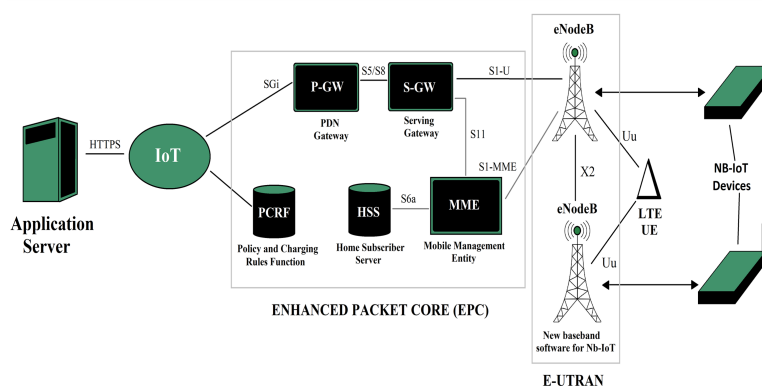 eNodeB
SGi
P-GW
S5/S8
S-GW
S1-U
PDN
Gateway
Serving
Gateway
HTTPS
IoT
S11
Uu
X2
NB-IoT
Devices
S1-MME
Application
Server
PCRF
HSS
S6a
MME
LTE
UE
eNodeB
Policy and Charging
Rules Function
Home Subscriber
Server
Mobile Management
Entity
Uu
ENHANCED PACKET CORE (EPC)
New baseband
software for Nb-IoT
E-UTRAN